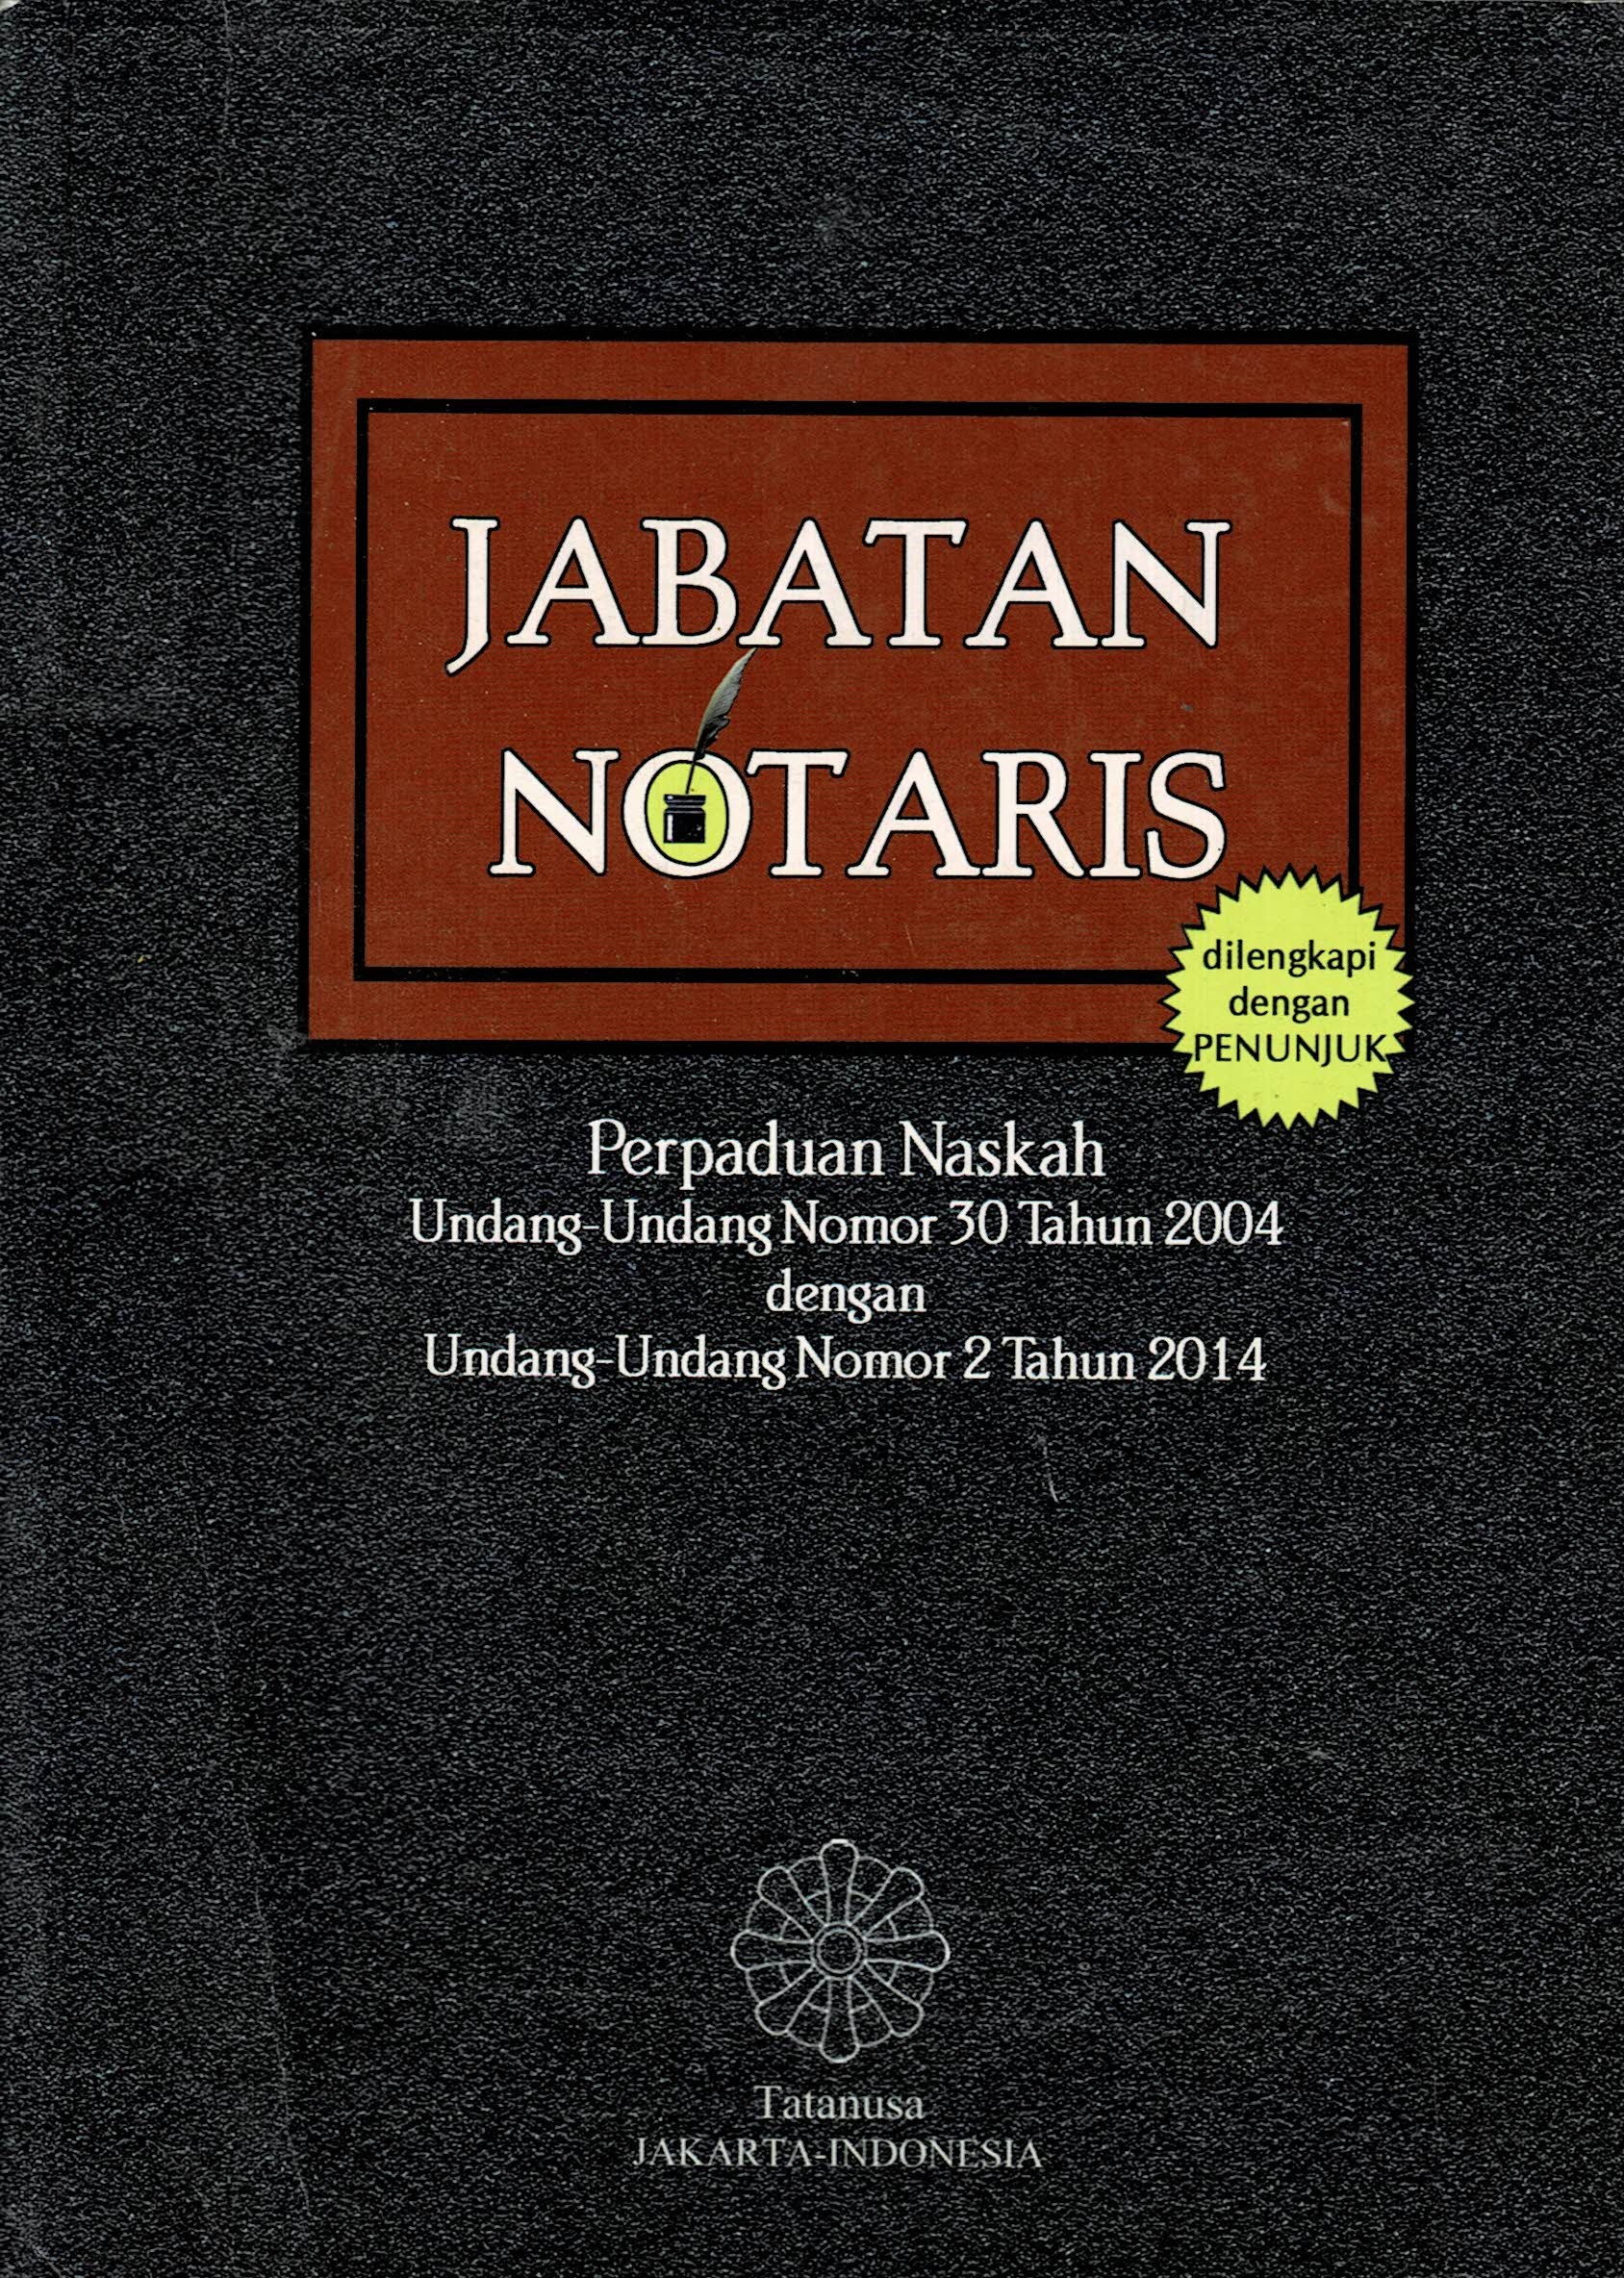 JABATAN
NOTARIS
dilengkapi
dengan
PENUNJUK
Perpaduan Naskah
Undang-Undang Nomor 30 Tahun 2004
dengan
Undang-Undang Nomor 2 Tahun 2014
Tatanusa
JAKARTA-INDONESIA